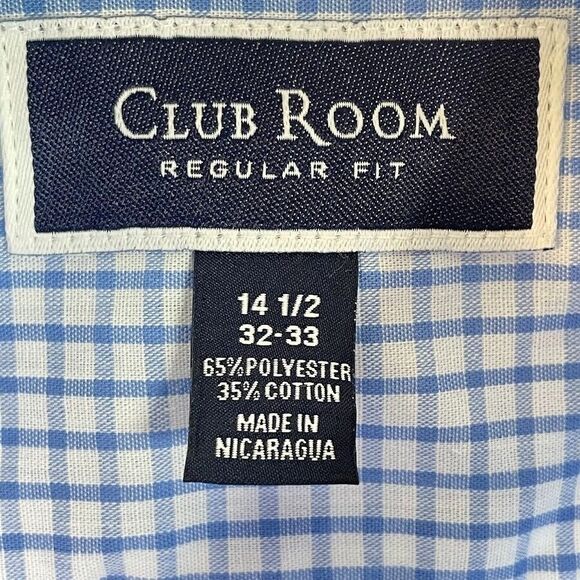 CLUB ROOM
REGULAR FIT
14 1/2
32-33
65% POLYESTER
35% COTTON
MADE IN
NICARAGUA